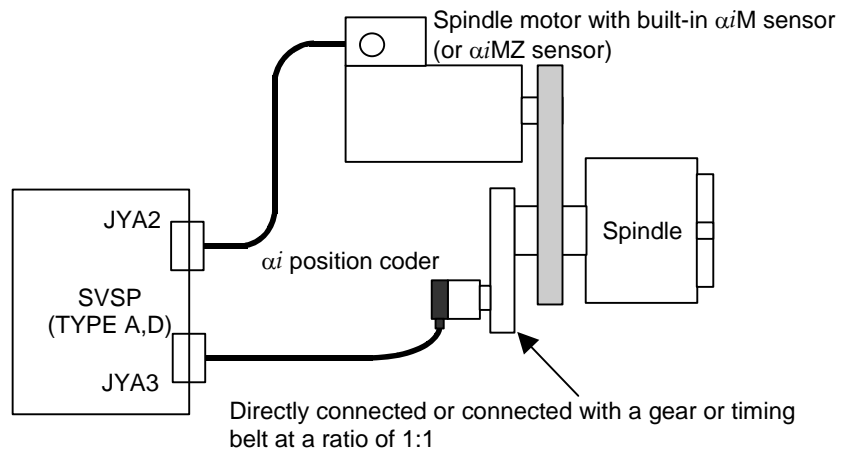 Spindle motor with built-in αiM sensor
(or αiMZ sensor)
JYA2
αi position coder
Spindle
SVSP
(TYPE A,D)
JYA3
Directly connected or connected with a gear or timing
belt at a ratio of 1:1